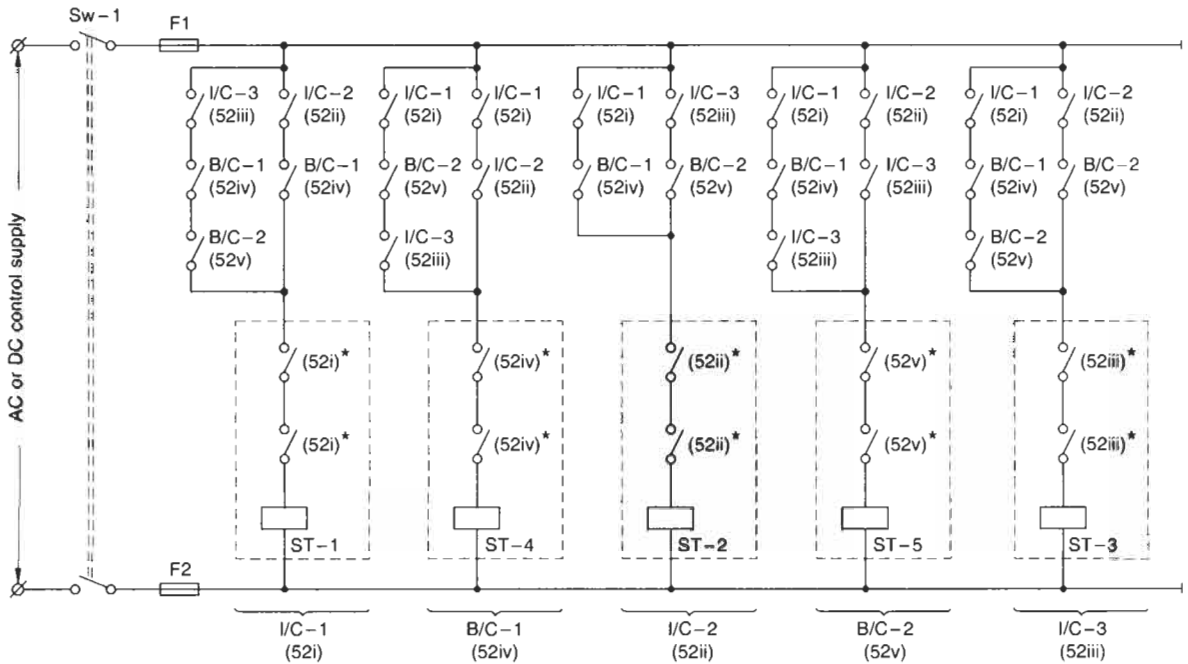 Sw-1
F1
I/C-3 I/C-2 I/C-1 I/C-1 I/C-1 I/C-3 I/C-1 I/C-2 I/C-1 I/C-2
(52iii) (52ii) (52i) (52i) (52i) (52iii) (52i) (52ii) (52i) (52ii)
B/C-1 B/C-1 B/C-2 I/C-2 B/C-1 B/C-2 B/C-1 I/C-3 B/C-1 B/C-2
(52iv) (52iv) (52v) (52ii) (52iv) (52v) (52iv) (52iii) (52iv) (52v)
B/C-2 I/C-3 I/C-3 B/C-2
(52v) (52iii) (52iii) (52v)
AC or DC control supply
(52i)* (52iv)* (52ii)* (52v)* (52iii)*
(52i)* (52iv)* (52ii)* (52v)* (52iii)*
ST-1 ST-4 ST-2 ST-5 ST-3
F2
I/C-1 B/C-1 I/C-2 B/C-2 I/C-3
(52i) (52iv) (52ii) (52v) (52iii)